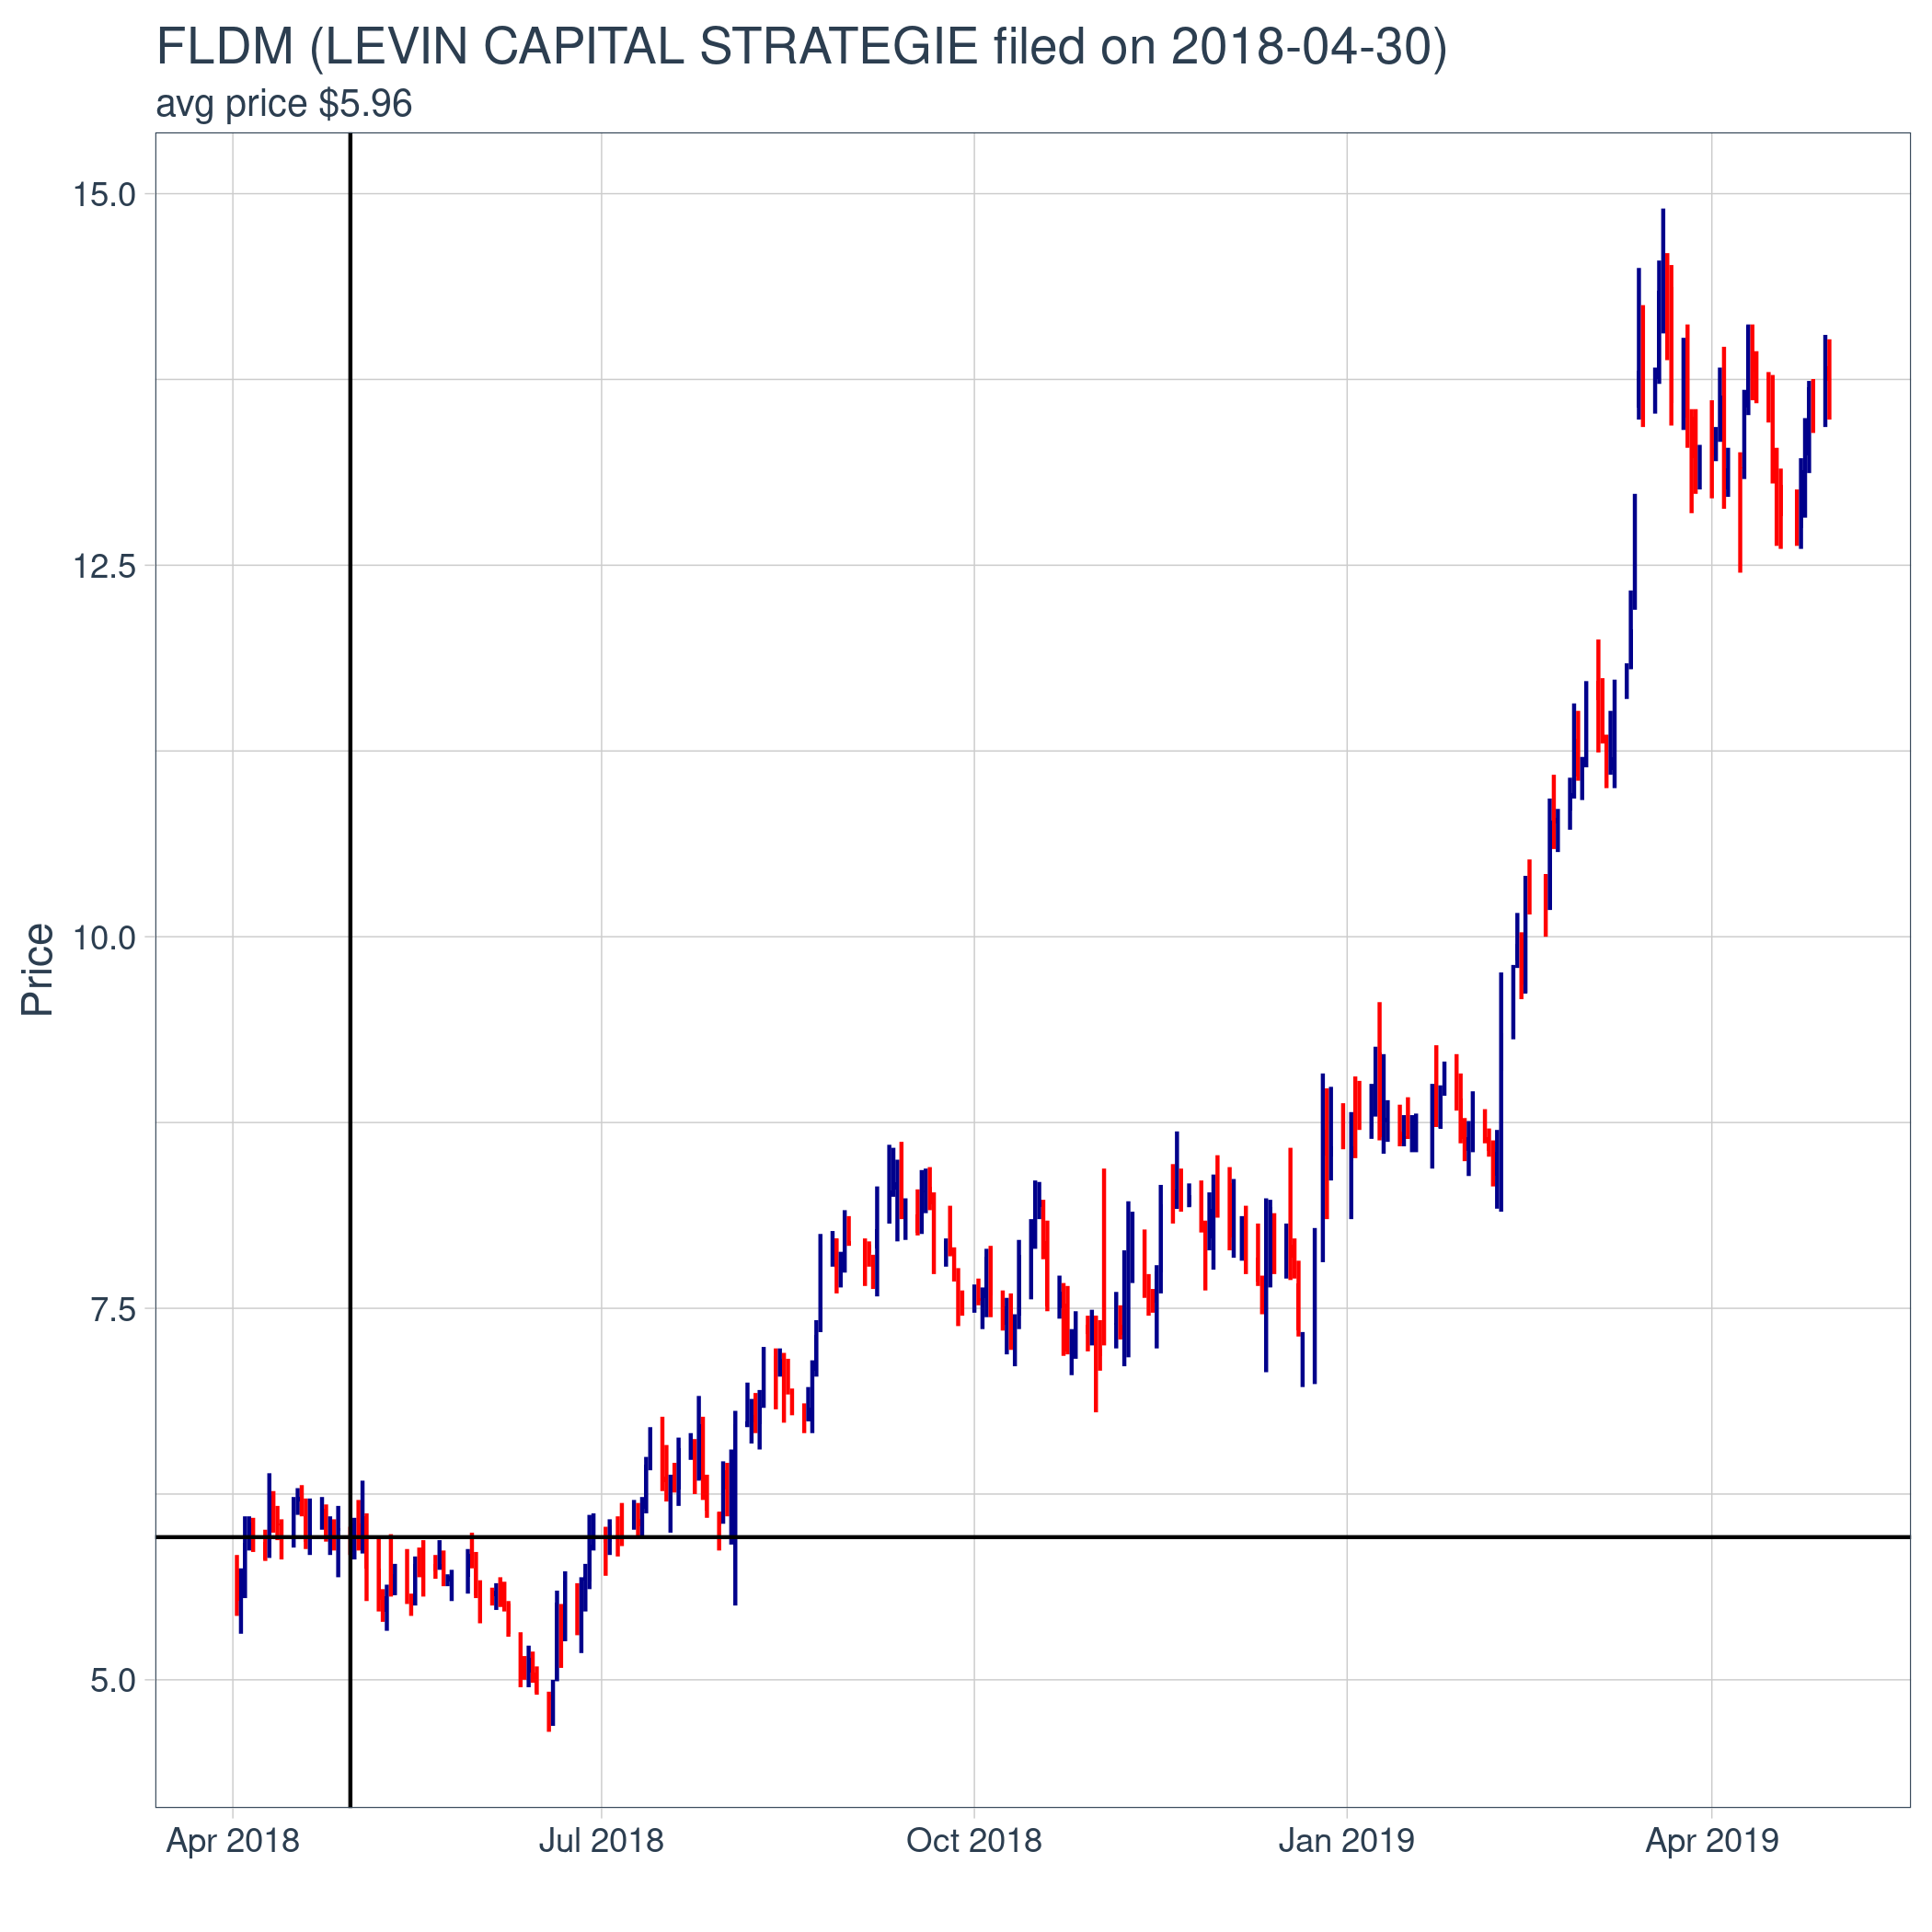 FLDM (LEVIN CAPITAL STRATEGIE filed on 2018-04-30)
avg price $5.96
15.0
12.5
10.0
7.5
5.0
Price
Apr 2018
Jul 2018
Oct 2018
Jan 2019
Apr 2019